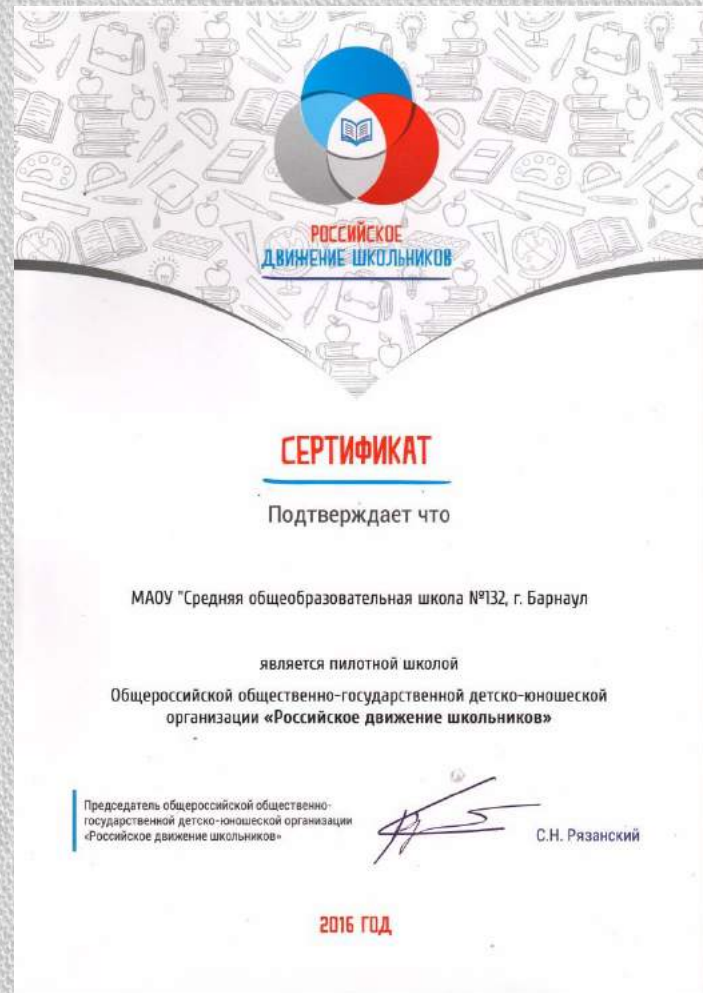 РОССИЙСКОЕ
ДВИЖЕНИЕ ШКОЛЬНИКОВ
СЕРТИФИКАТ
Подтверждает что
МАОУ "Средняя общеобразовательная школа №132, г. Барнаул
является пилотной школой
Общероссийской общественно-государственной детско-юношеской
организации «Российское движение школьников»
Председатель общероссийской общественно-
государственной детско-юношеской организации
«Российское движение школьников»
С.Н. Рязанский
2016 ГОД